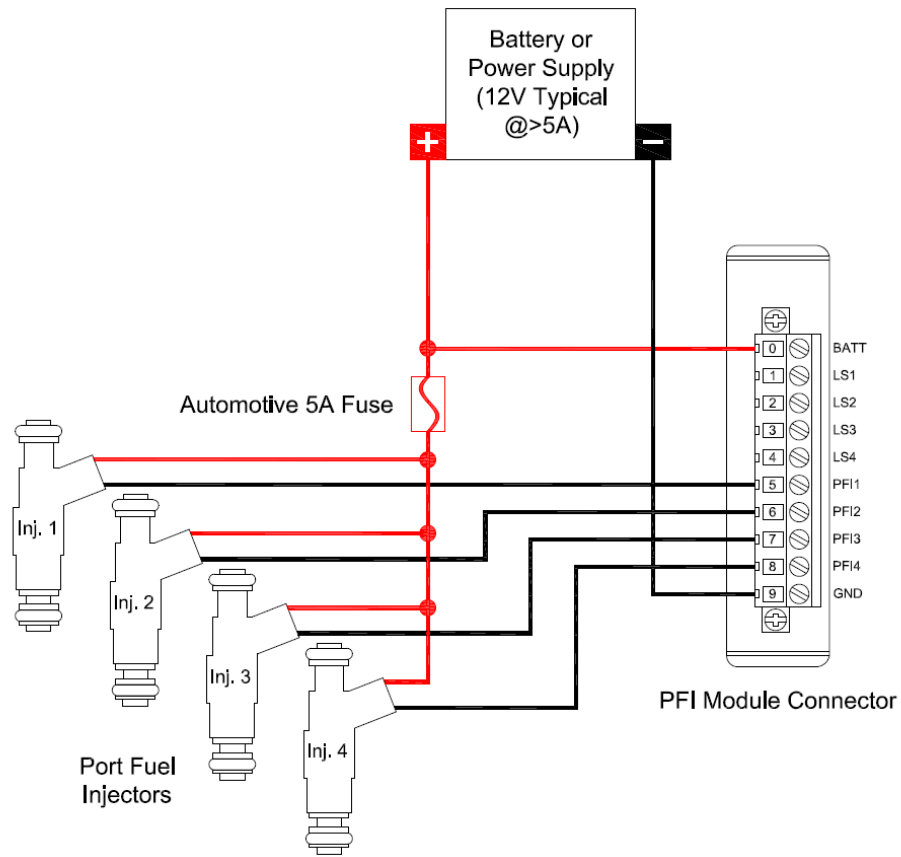 Battery or
Power Supply
(12V Typical
@>5A)
+
−
0 BATT
1 LS1
2 LS2
3 LS3
4 LS4
5 PFI1
6 PFI2
7 PFI3
8 PFI4
9 GND
Automotive 5A Fuse
Inj. 1
Inj. 2
Inj. 3
Inj. 4
PFI Module Connector
Port Fuel
Injectors